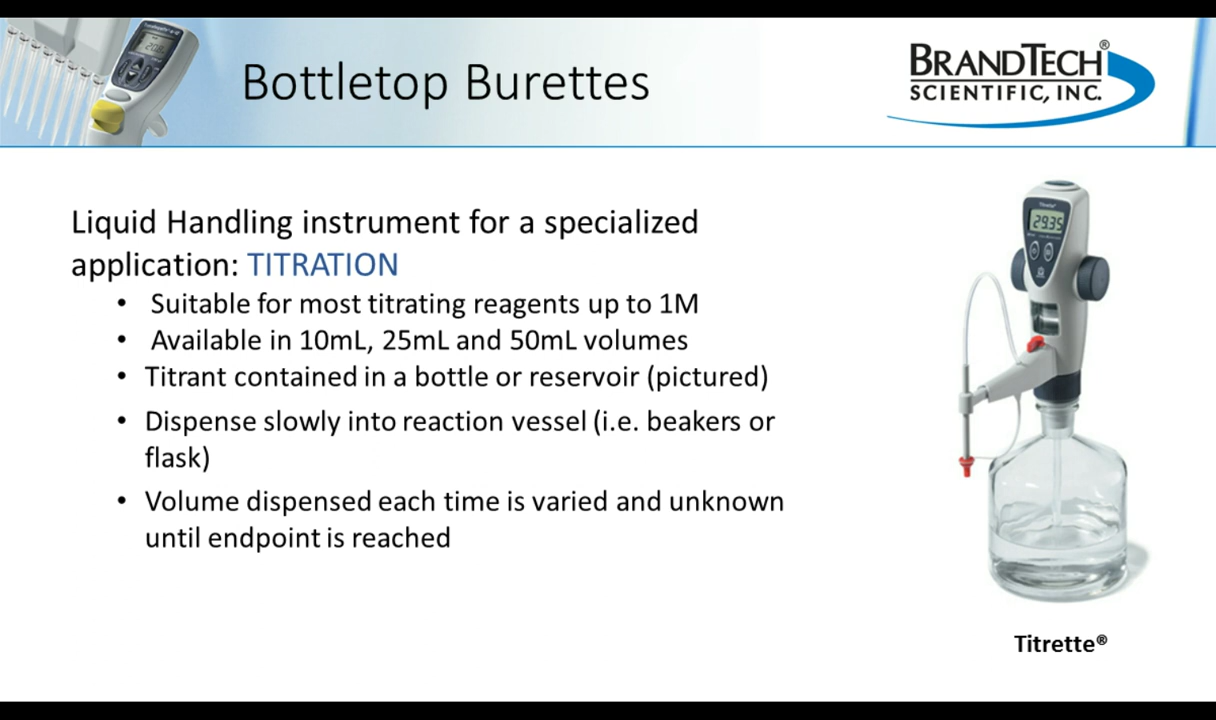 Bottletop Burettes
BRANDTECH®
SCIENTIFIC, INC.
Liquid Handling instrument for a specialized
application: TITRATION
• Suitable for most titrating reagents up to 1M
• Available in 10mL, 25mL and 50mL volumes
• Titrant contained in a bottle or reservoir (pictured)
• Dispense slowly into reaction vessel (i.e. beakers or
flask)
• Volume dispensed each time is varied and unknown
until endpoint is reached
Titrette®
29.35
Titrette®